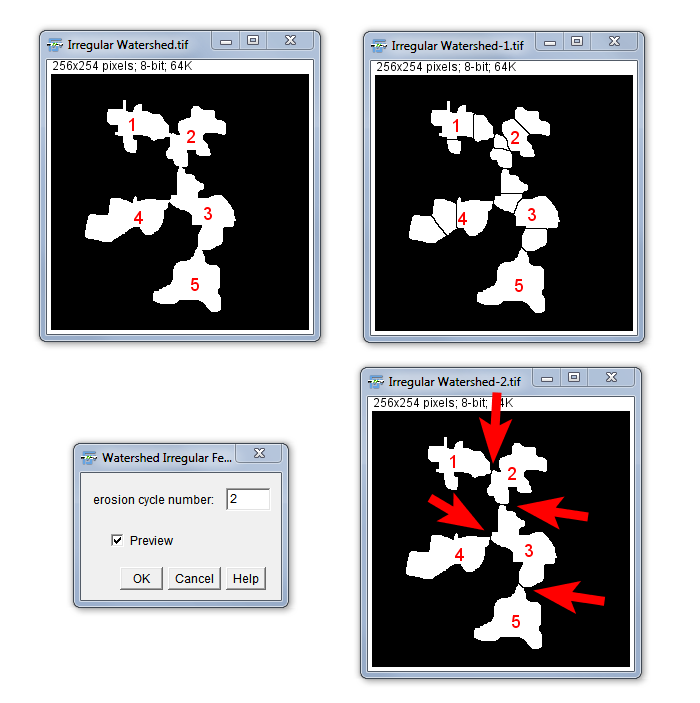 Irregular Watershed.tif
256x254 pixels; 8-bit; 64K
1
2
3
4
5
Irregular Watershed-1.tif
256x254 pixels; 8-bit; 64K
1
2
3
4
5
Irregular Watershed-2.tif
256x254 pixels; 8-bit; 4K
1
2
3
4
5
Watershed Irregular Fe...
erosion cycle number: 2
Preview
OK Cancel Help